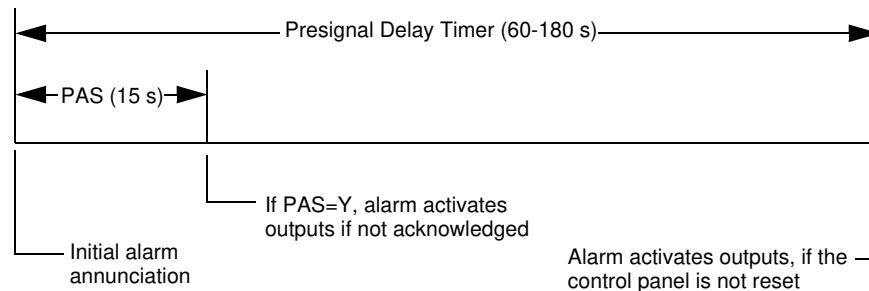 Presignal Delay Timer (60-180 s)
PAS (15 s)
If PAS=Y, alarm activates
outputs if not acknowledged
Initial alarm
annunciation
Alarm activates outputs, if the
control panel is not reset